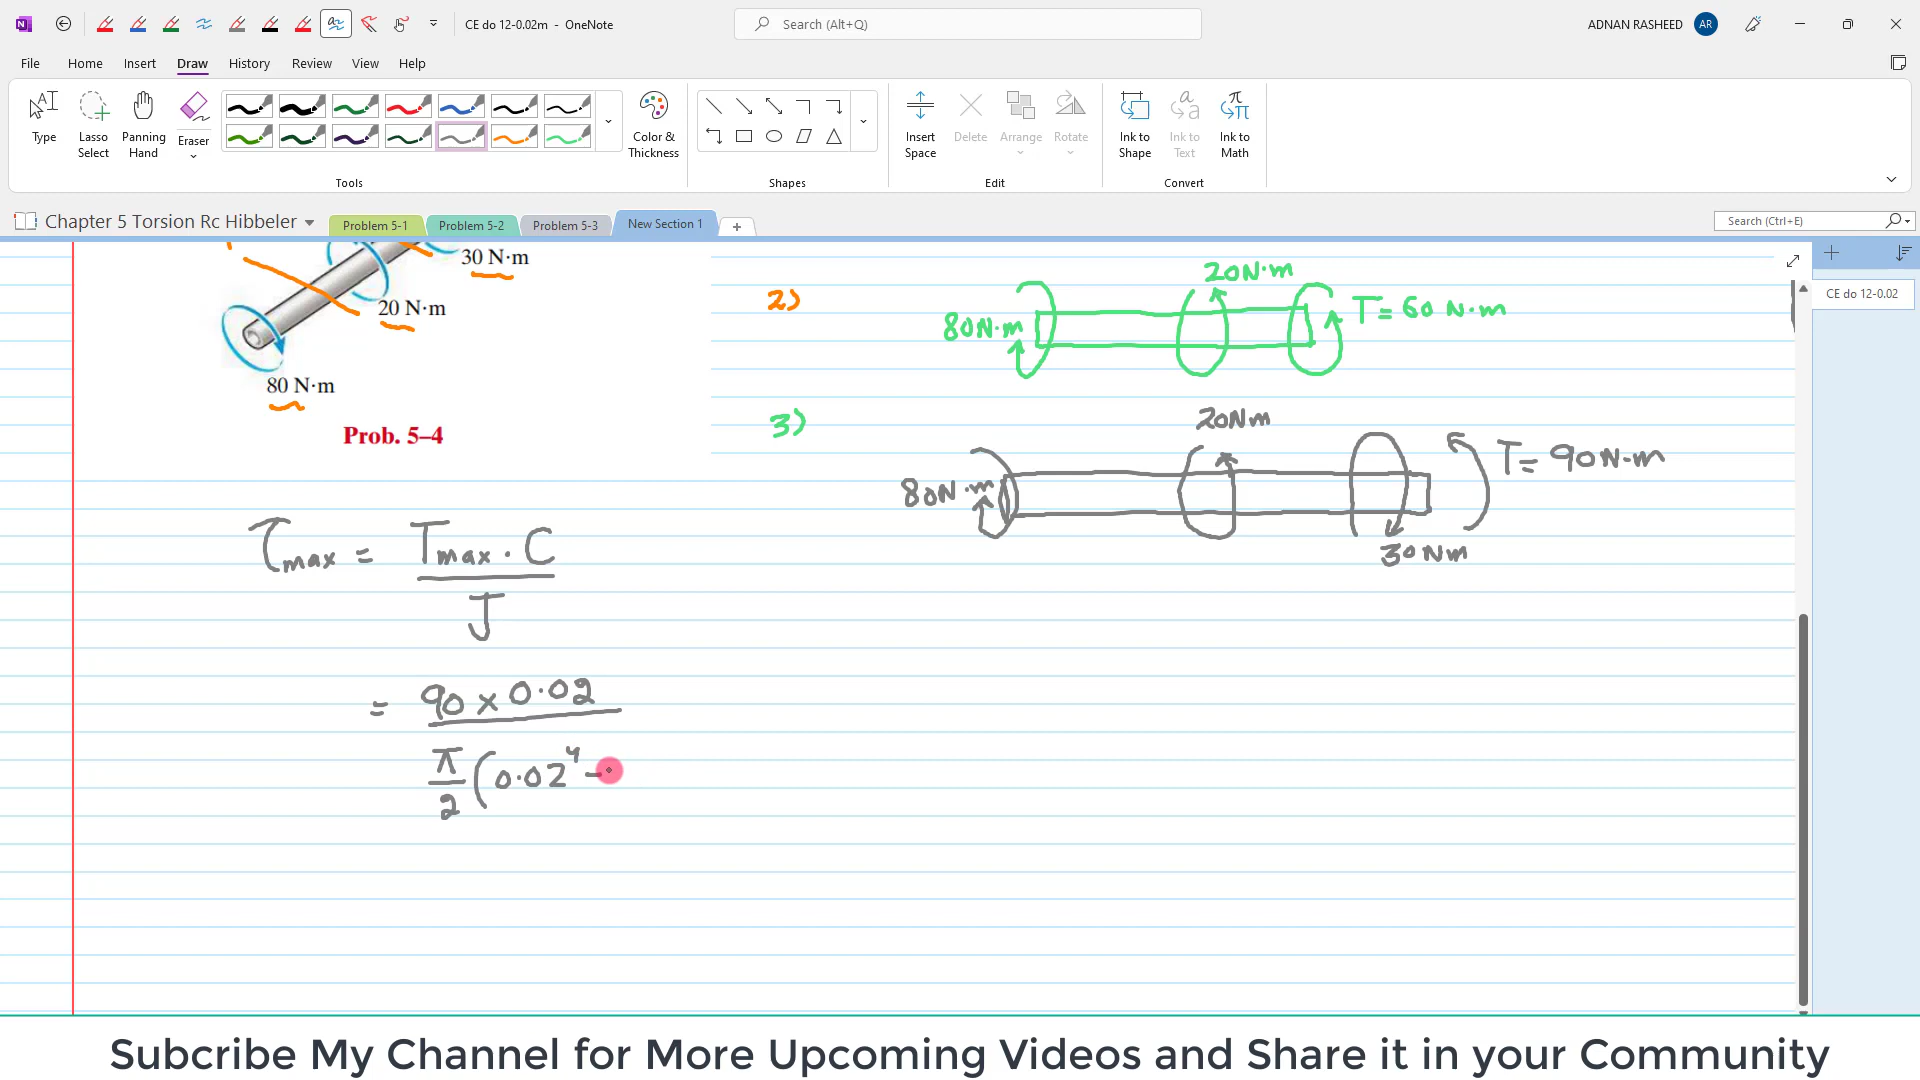 CE do 12-0.02m - OneNote
Search (Alt+Q)
ADNAN RASHEED AR
File Home Insert Draw History Review View Help
Type
Lasso Select
Panning Hand
Eraser
Color & Thickness
Insert Space
Delete
Arrange
Rotate
Ink to Shape
Ink to Text
Ink to Math
Tools
Shapes
Edit
Convert
Chapter 5 Torsion Rc Hibbeler
Problem 5-1
Problem 5-2
Problem 5-3
New Section 1
Search (Ctrl+E)
CE do 12-0.02
30 N·m
20 N·m
80 N·m
Prob. 5–4
2)
20N·m
80N·m
T= 60 N·m
3)
20Nm
80N·m
T= 90N·m
30Nm
τmax = Tmax · C
J
= 90 × 0.02
π/2 (0.02⁴ –
Subcribe My Channel for More Upcoming Videos and Share it in your Community